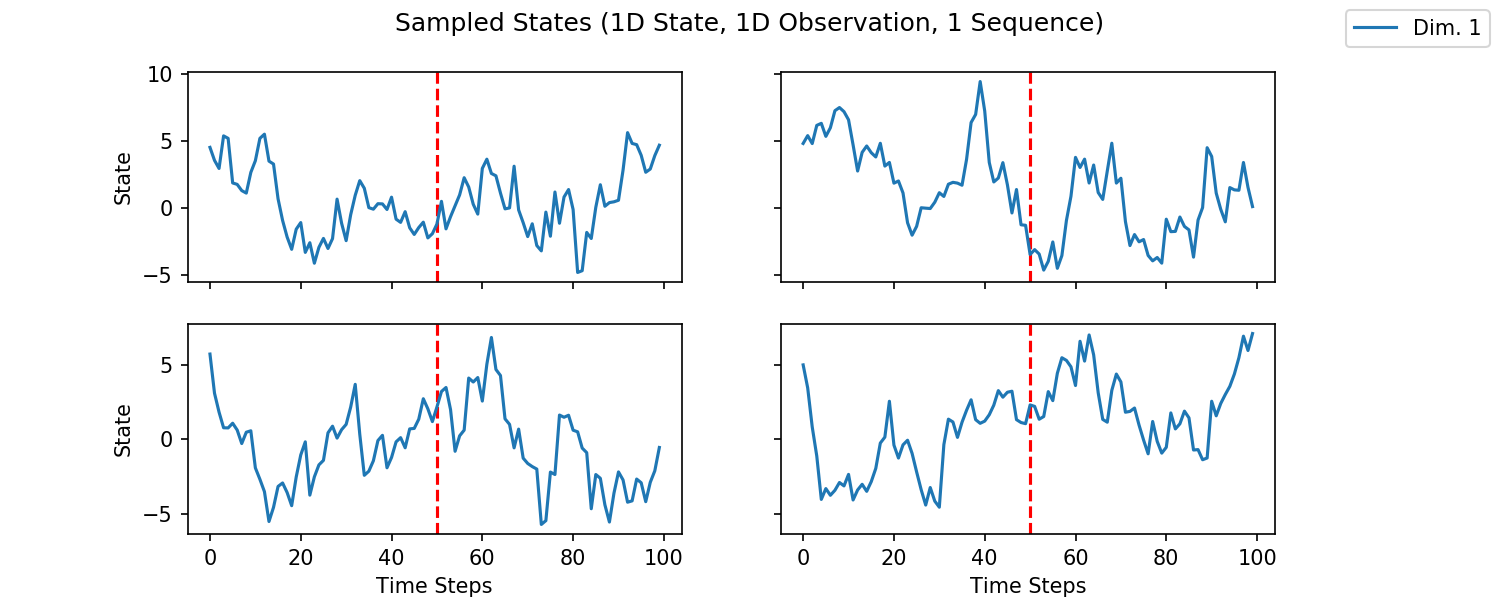 Sampled States (1D State, 1D Observation, 1 Sequence)
Dim. 1
10
5
0
−5
State
5
0
−5
State
0 20 40 60 80 100
Time Steps
0 20 40 60 80 100
Time Steps